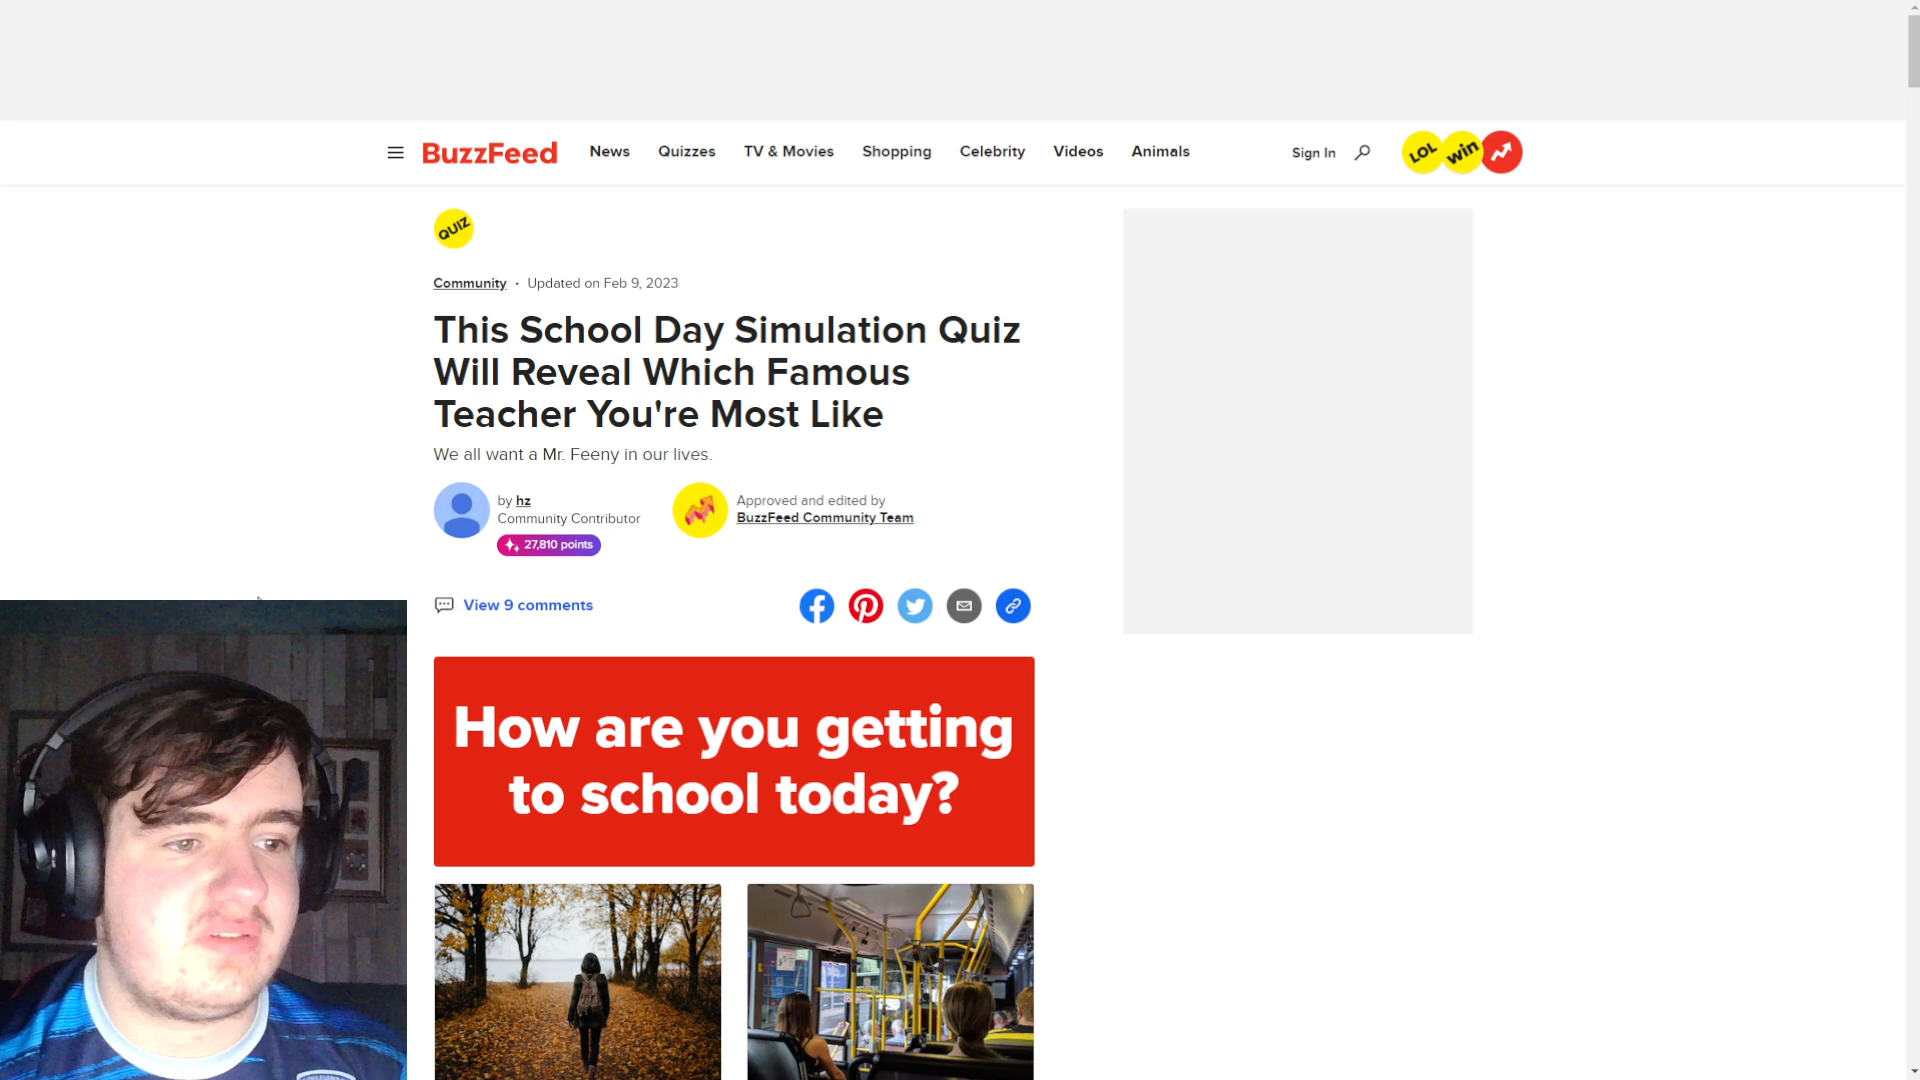 BuzzFeed
News
Quizzes
TV & Movies
Shopping
Celebrity
Videos
Animals
Sign In
LOL
win
QUIZ
Community · Updated on Feb 9, 2023
This School Day Simulation Quiz
Will Reveal Which Famous
Teacher You're Most Like
We all want a Mr. Feeny in our lives.
by hz
Community Contributor
27,810 points
Approved and edited by
BuzzFeed Community Team
View 9 comments
How are you getting
to school today?